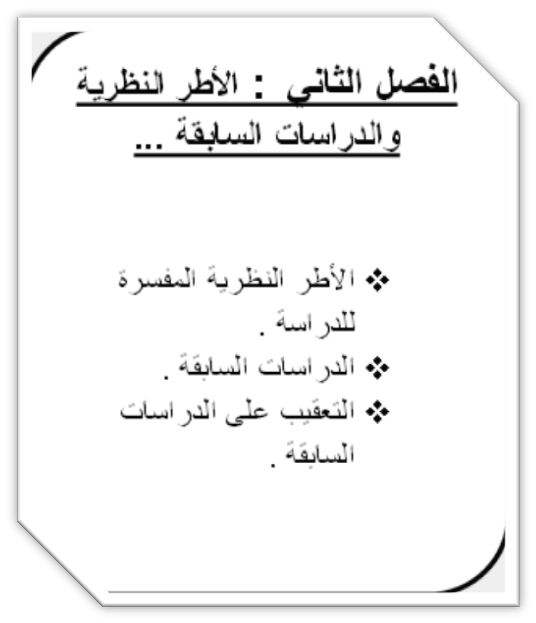 الفصل الثاني : الأطر النظرية
والدراسات السابقة ...
❖ الأطر النظرية المفسرة
للدراسة .
❖ الدراسات السابقة .
❖ التعقيب على الدراسات
السابقة .